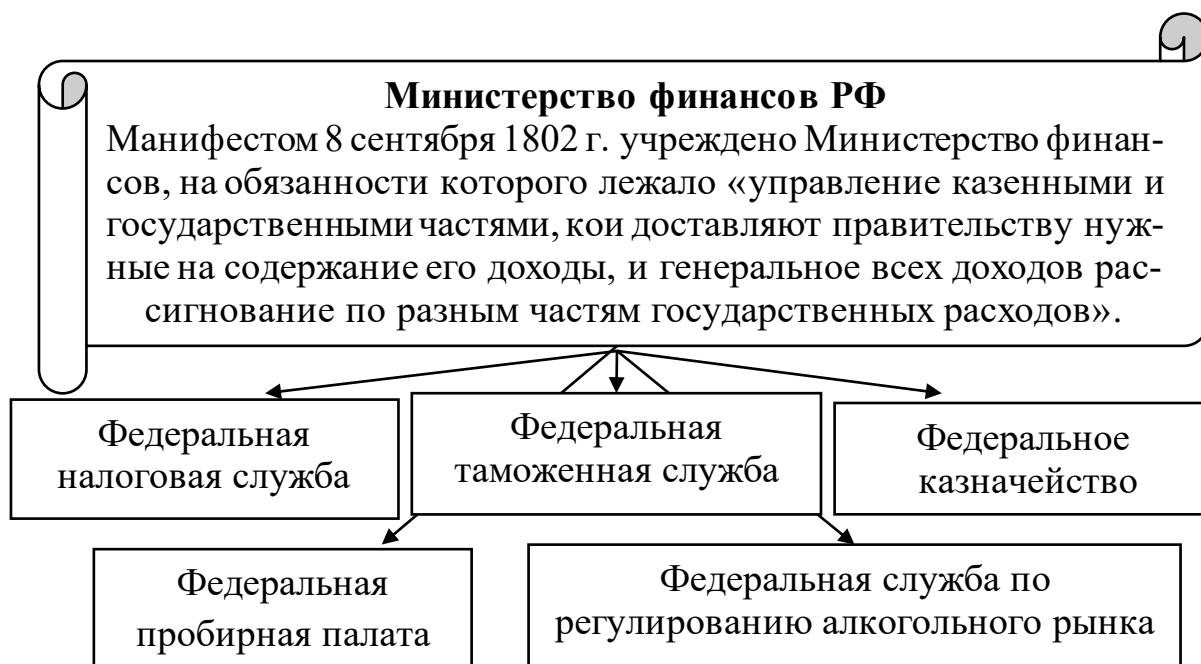 Министерство финансов РФ
Манифестом 8 сентября 1802 г. учреждено Министерство финан-
сов, на обязанности которого лежало «управление казенными и
государственными частями, кои доставляют правительству нуж-
ные на содержание его доходы, и генеральное всех доходов рас-
сигнование по разным частям государственных расходов».
Федеральная
налоговая служба
Федеральная
таможенная служба
Федеральное
казначейство
Федеральная
пробирная палата
Федеральная служба по
регулированию алкогольного рынка